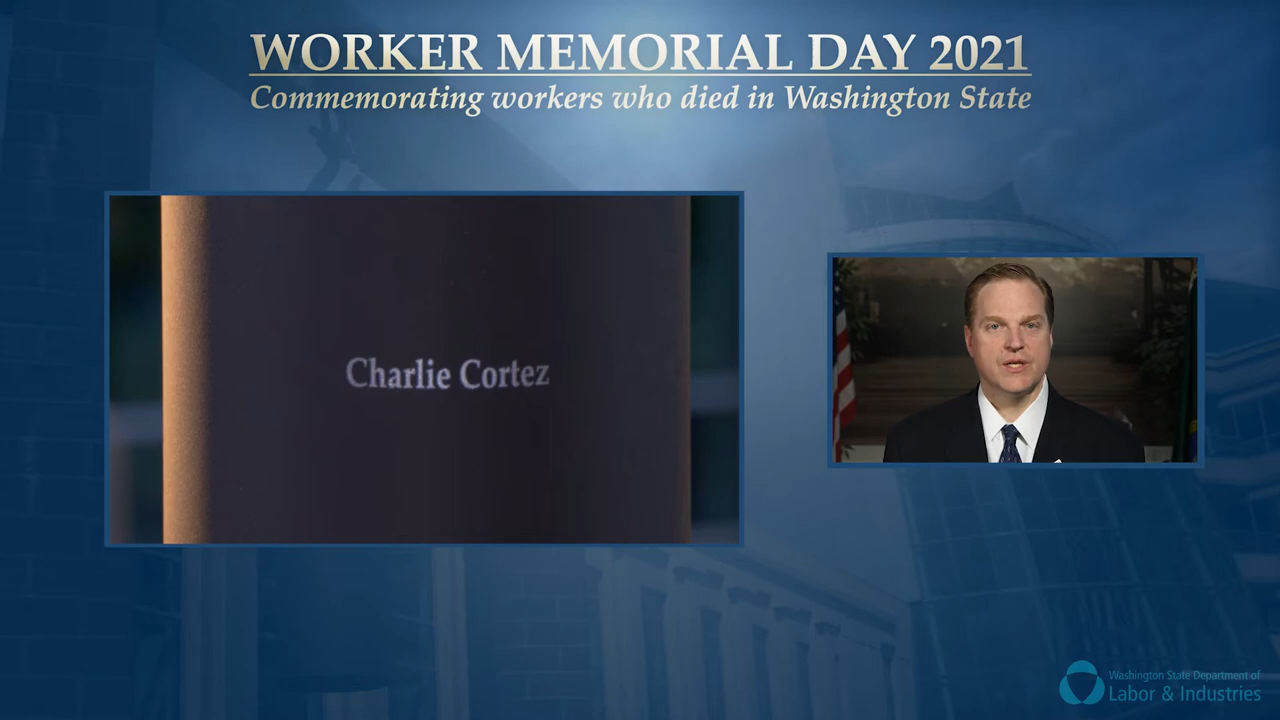 WORKER MEMORIAL DAY 2021
Commemorating workers who died in Washington State
Charlie Cortez
Washington State Department of
Labor & Industries